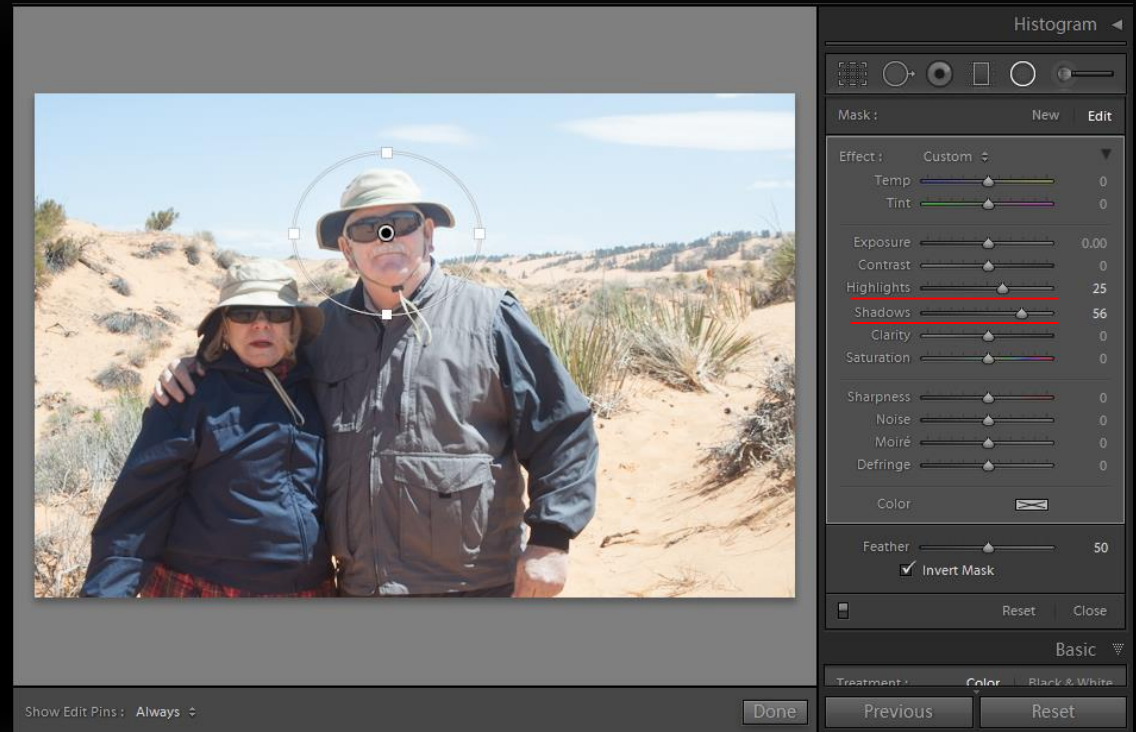 Histogram
Mask : New Edit
Effect : Custom
Temp 0
Tint 0
Exposure 0.00
Contrast 0
Highlights 25
Shadows 56
Clarity 0
Saturation 0
Sharpness 0
Noise 0
Moiré 0
Defringe 0
Color
Feather 50
Invert Mask
Reset Close
Basic
Treatment : Color Black & White
Show Edit Pins : Always Done Previous Reset